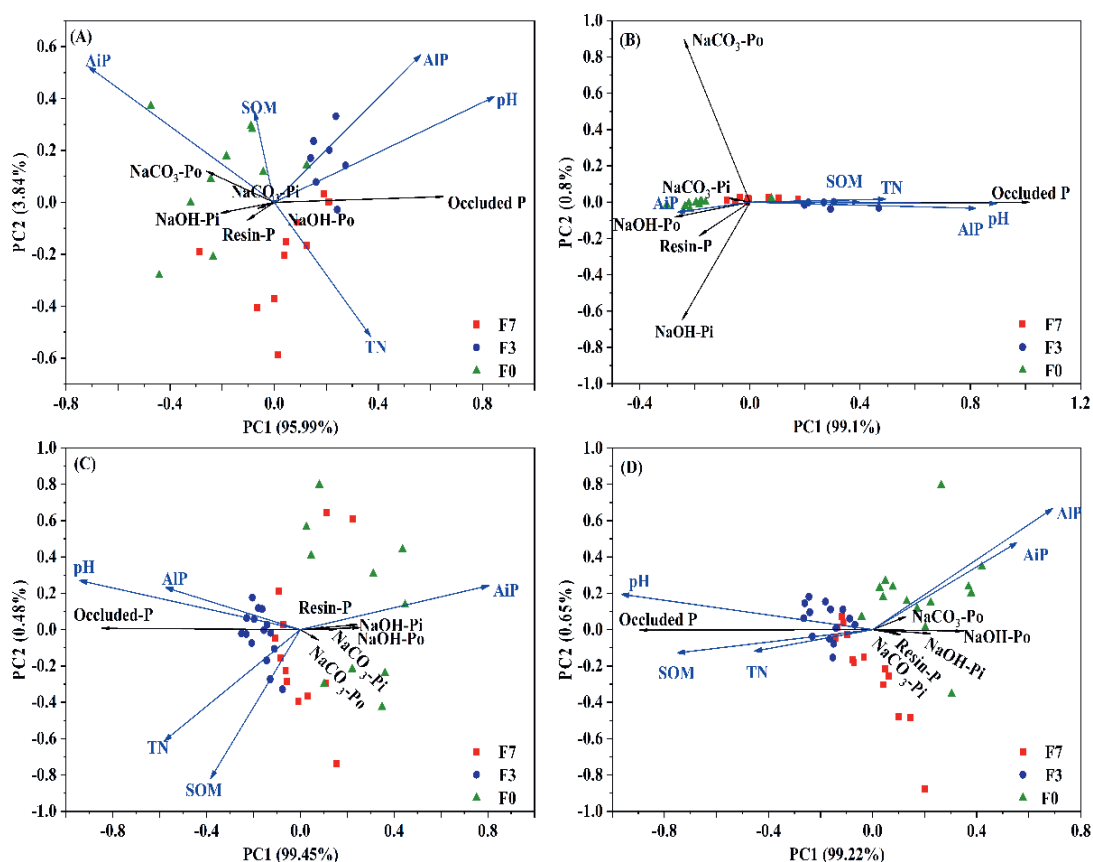 (A)
AiP
AlP
SOM
pH
NaCO3-Po
NaCO3-Pi
Occluded P
NaOH-Pi
NaOH-Po
Resin-P
TN
F7
F3
F0
0.6
0.4
0.2
0.0
-0.2
-0.4
-0.6
PC2 (3.84%)
-0.8
-0.4
0.0
0.4
0.8
PC1 (95.99%)
(B)
NaCO3-Po
NaCO3-Pi
SOM
TN
Occluded P
AiP
pH
NaOH-Po
AlP
Resin-P
NaOH-Pi
F7
F3
F0
1.0
0.8
0.6
0.4
0.2
0.0
-0.2
-0.4
-0.6
-0.8
-1.0
PC2 (0.8%)
-0.4
0.0
0.4
0.8
1.2
PC1 (99.1%)
(C)
pH
AlP
AiP
Occluded-P
Resin-P
NaOH-Pi
NaOH-Po
NaCO3-Pi
NaCO3-Po
TN
SOM
F7
F3
F0
1.0
0.8
0.6
0.4
0.2
0.0
-0.2
-0.4
-0.6
-0.8
-1.0
PC2 (0.48%)
-0.8
-0.4
0.0
0.4
0.8
PC1 (99.45%)
(D)
AlP
AiP
pH
NaCO3-Po
Occluded P
NaOH-Po
NaOH-Pi
Resin-P
NaCO3-Pi
SOM
TN
F7
F3
F0
1.0
0.8
0.6
0.4
0.2
0.0
-0.2
-0.4
-0.6
-0.8
-1.0
PC2 (0.65%)
-0.8
-0.4
0.0
0.4
0.8
PC1 (99.22%)